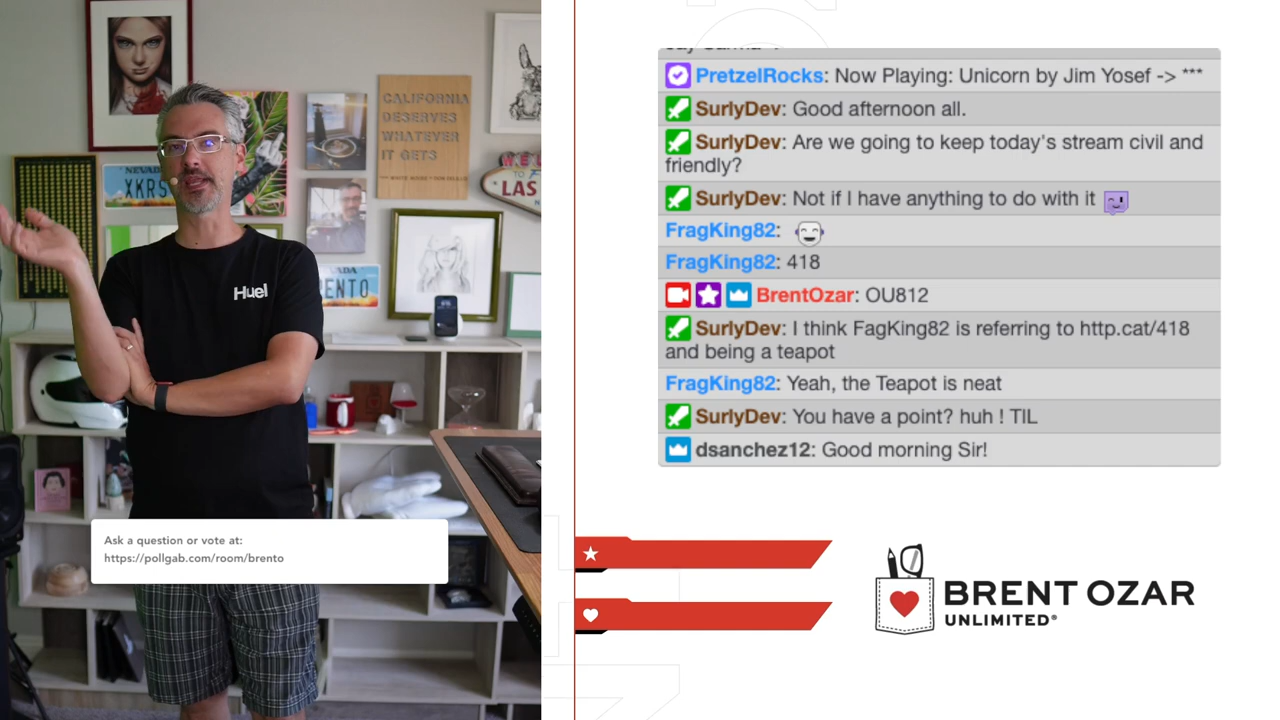 CALIFORNIA
DESERVES
WHATEVER
IT GETS
NEVADA
XKRS
LAS
Huel
Ask a question or vote at:
https://pollgab.com/room/brento
PretzelRocks: Now Playing: Unicorn by Jim Yosef -> ***
SurlyDev: Good afternoon all.
SurlyDev: Are we going to keep today's stream civil and
friendly?
SurlyDev: Not if I have anything to do with it
FragKing82:
FragKing82: 418
BrentOzar: OU812
SurlyDev: I think FagKing82 is referring to http.cat/418
and being a teapot
FragKing82: Yeah, the Teapot is neat
SurlyDev: You have a point? huh ! TIL
dsanchez12: Good morning Sir!
BRENT OZAR
UNLIMITED®